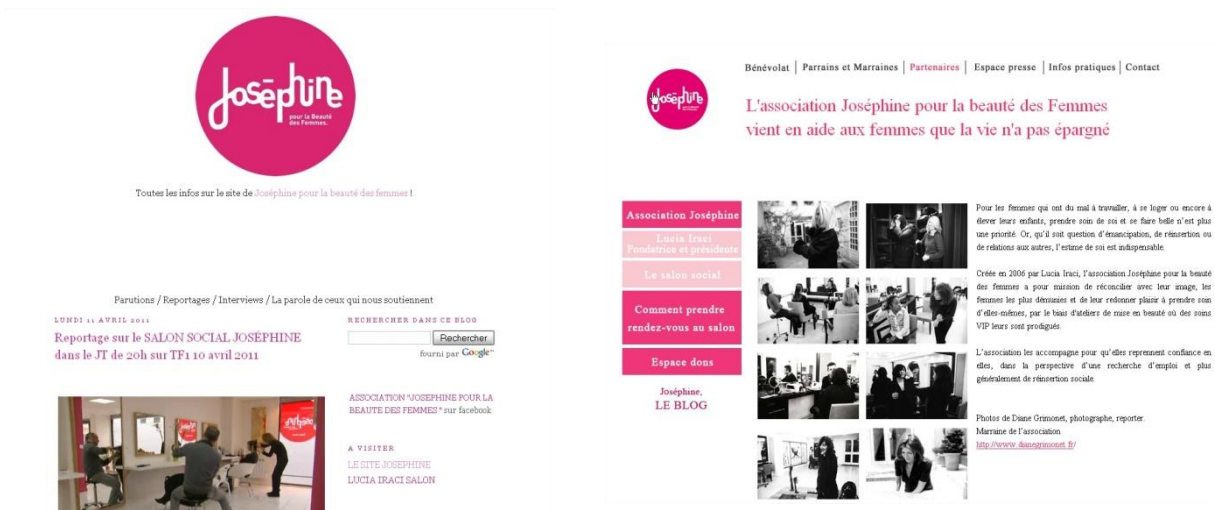 Joséphine
pour la Beauté
des Femmes.
Toutes les infos sur le site de Joséphine pour la beauté des femmes !
Parutions / Reportages / Interviews / La parole de ceux qui nous soutiennent
LUNDI 11 AVRIL 2011
Reportage sur le SALON SOCIAL JOSÉPHINE
dans le JT de 20h sur TF1 10 avril 2011
RECHERCHER DANS CE BLOG
Rechercher
fourni par Google™
ASSOCIATION "JOSEPHINE POUR LA
BEAUTE DES FEMMES " sur facebook
A VISITER
LE SITE JOSEPHINE
LUCIA IRACI SALON
Joséphine
Bénévolat | Parrains et Marraines | Partenaires | Espace presse | Infos pratiques | Contact
L'association Joséphine pour la beauté des Femmes
vient en aide aux femmes que la vie n'a pas épargné
Association Joséphine
Lucia Iraci
Fondatrice et présidente
Le salon social
Comment prendre
rendez-vous au salon
Espace dons
Joséphine,
LE BLOG
Pour les femmes qui ont du mal à travailler, à se loger ou encore à
élever leurs enfants, prendre soin de soi et se faire belle n'est plus
une priorité. Or, qu'il soit question d'émancipation, de réinsertion ou
de relations aux autres, l'estime de soi est indispensable.
Créée en 2006 par Lucia Iraci, l'association Joséphine pour la beauté
des femmes a pour mission de réconcilier avec leur image, les
femmes les plus démunies et de leur redonner plaisir à prendre soin
d'elles-mêmes, par le biais d'ateliers de mise en beauté où des soins
VIP leurs sont prodigués.
L'association les accompagne pour qu'elles reprennent confiance en
elles, dans la perspective d'une recherche d'emploi et plus
généralement de réinsertion sociale.
Photos de Diane Grimonet, photographe, reporter.
Marraine de l'association
http://www.dianegrimonet.fr/